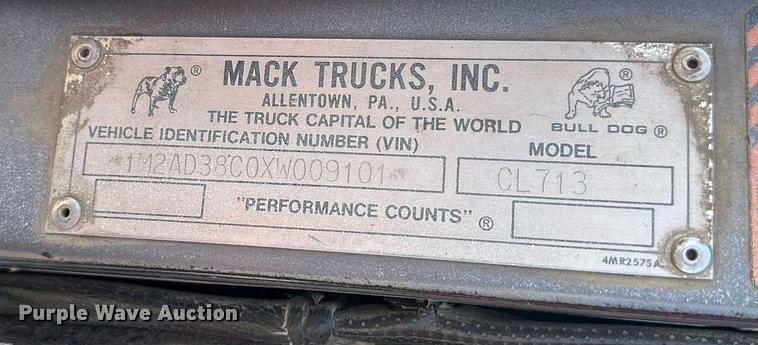 MACK TRUCKS, INC.
ALLENTOWN, PA., U.S.A.
THE TRUCK CAPITAL OF THE WORLD
®
®
BULL DOG ®
VEHICLE IDENTIFICATION NUMBER (VIN)
MODEL
*1M2AD38C0XW009101*
CL713
"PERFORMANCE COUNTS" ®
4MR2575A
Purple Wave Auction